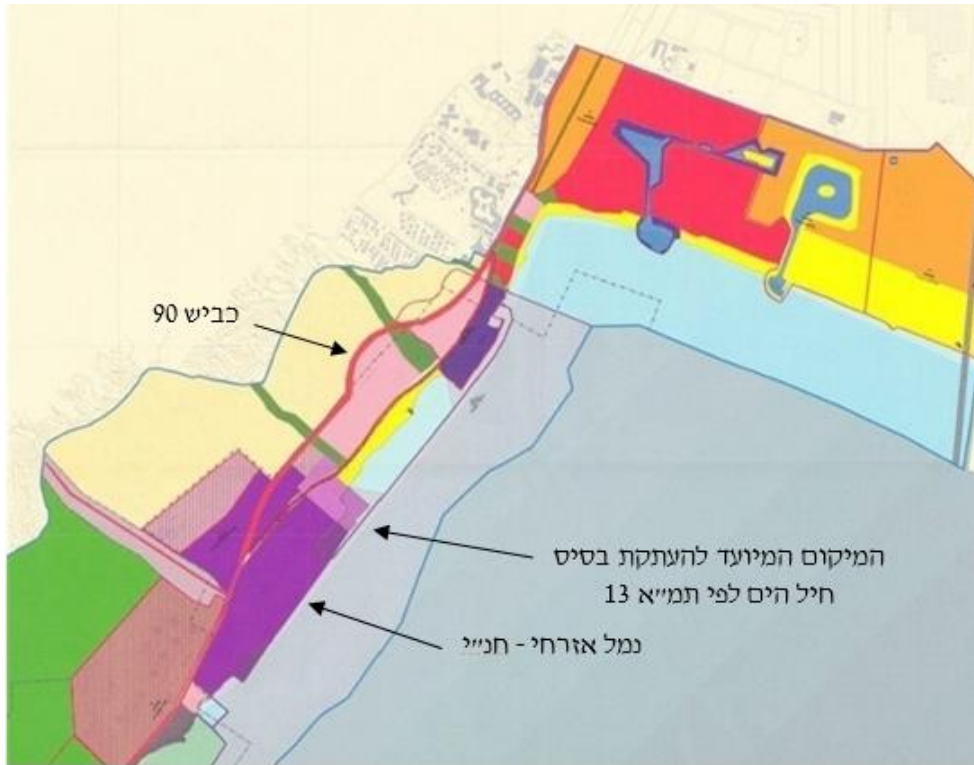 כביש 90
המיקום המיועד להעתקת בסיס
חיל הים לפי תמ״א 13
נמל אזרחי - חנ״י